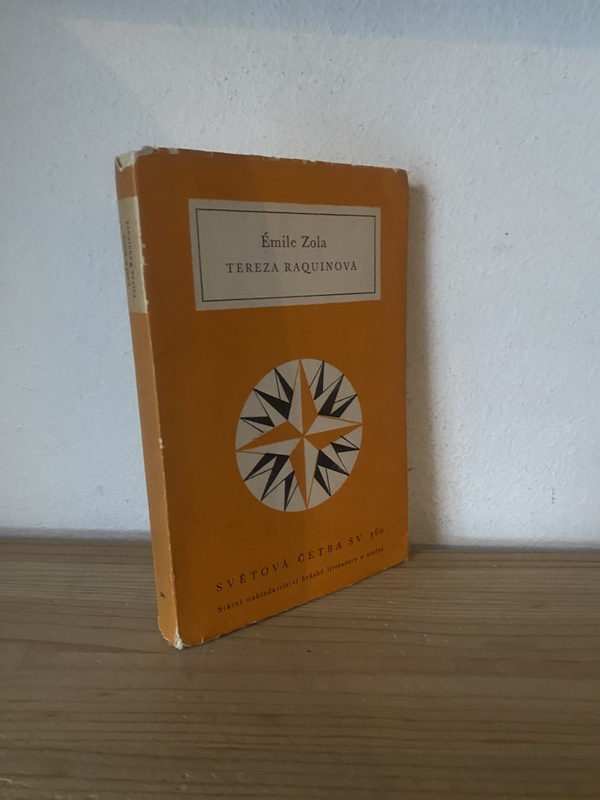 Émile Zola
TEREZA RAQUINOVÁ
SVĚTOVÁ ČETBA SV. 360
Státní nakladatelství krásné literatury a umění